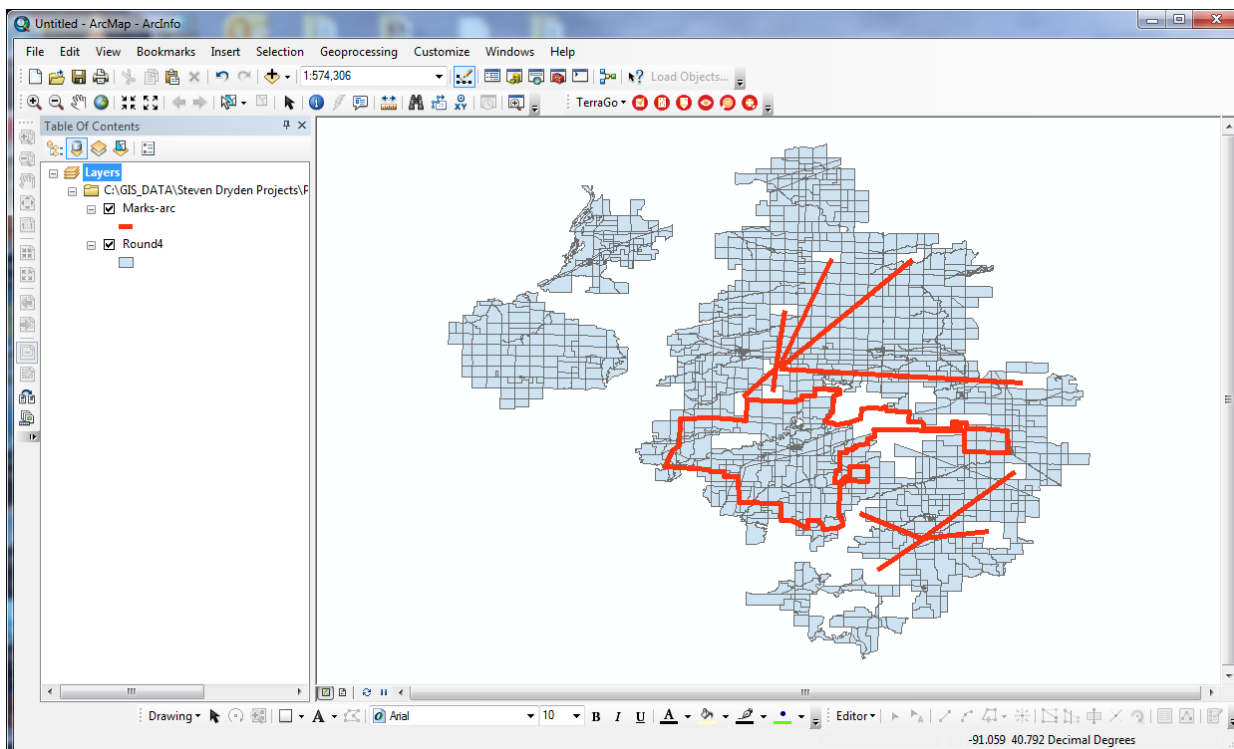 Untitled - ArcMap - ArcInfo
File Edit View Bookmarks Insert Selection Geoprocessing Customize Windows Help
1:574,306 Load Objects...
TerraGo
Table Of Contents
Layers
C:\GIS_DATA\Steven Dryden Projects\
Marks-arc
Round4
Drawing A Arial 10 B I U A Editor
-91.059 40.792 Decimal Degrees